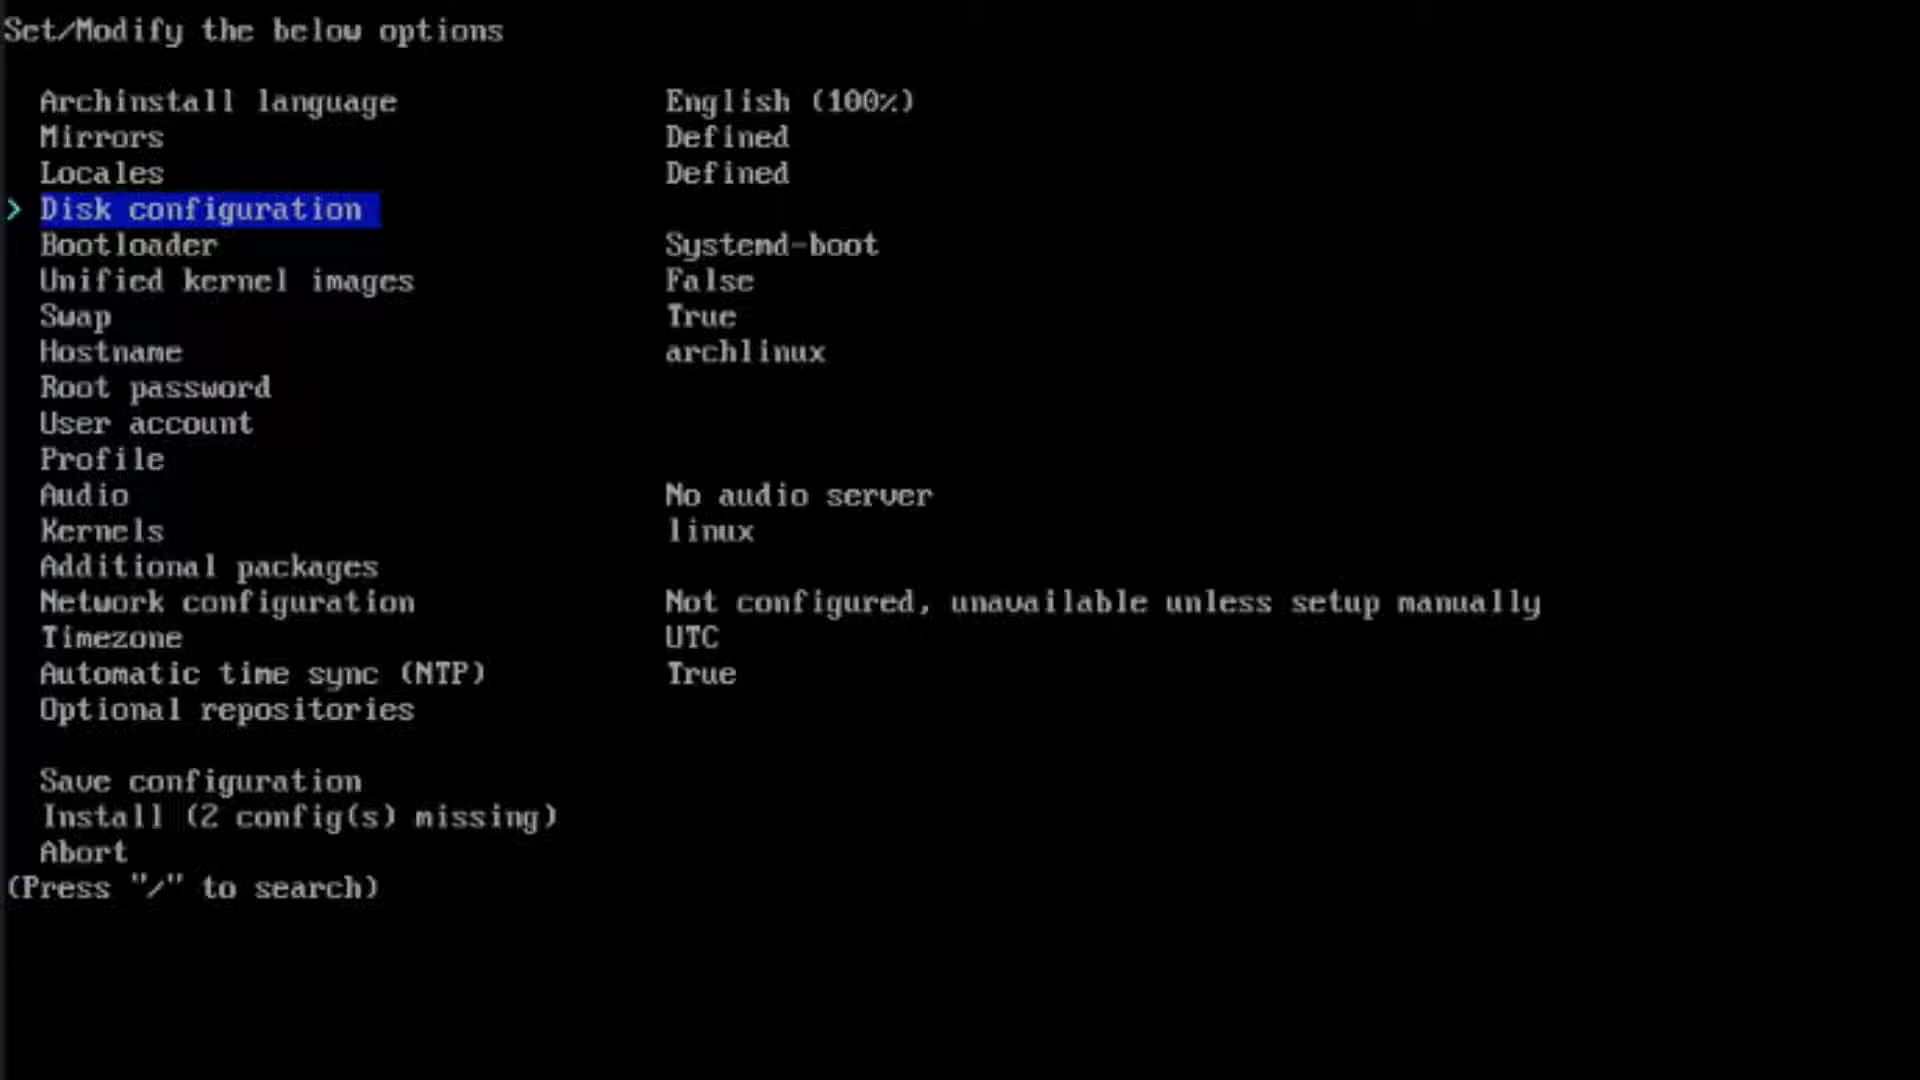 Set/Modify the below options
Archinstall language English (100%)
Mirrors Defined
Locales Defined
> Disk configuration
Bootloader Systemd-boot
Unified kernel images False
Swap True
Hostname archlinux
Root password
User account
Profile
Audio No audio server
Kernels linux
Additional packages
Network configuration Not configured, unavailable unless setup manually
Timezone UTC
Automatic time sync (NTP) True
Optional repositories
Save configuration
Install (2 config(s) missing)
Abort
(Press "/" to search)